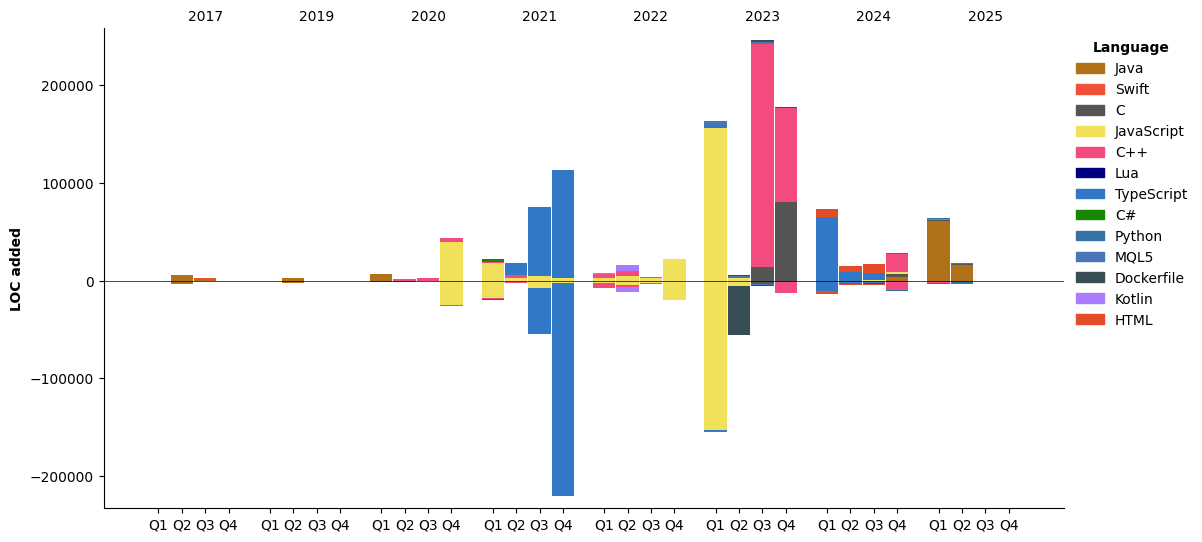 2017 2019 2020 2021 2022 2023 2024 2025
LOC added
200000
100000
0
−100000
−200000
Q1 Q2 Q3 Q4 Q1 Q2 Q3 Q4 Q1 Q2 Q3 Q4 Q1 Q2 Q3 Q4 Q1 Q2 Q3 Q4 Q1 Q2 Q3 Q4 Q1 Q2 Q3 Q4 Q1 Q2 Q3 Q4
Language
Java
Swift
C
JavaScript
C++
Lua
TypeScript
C#
Python
MQL5
Dockerfile
Kotlin
HTML